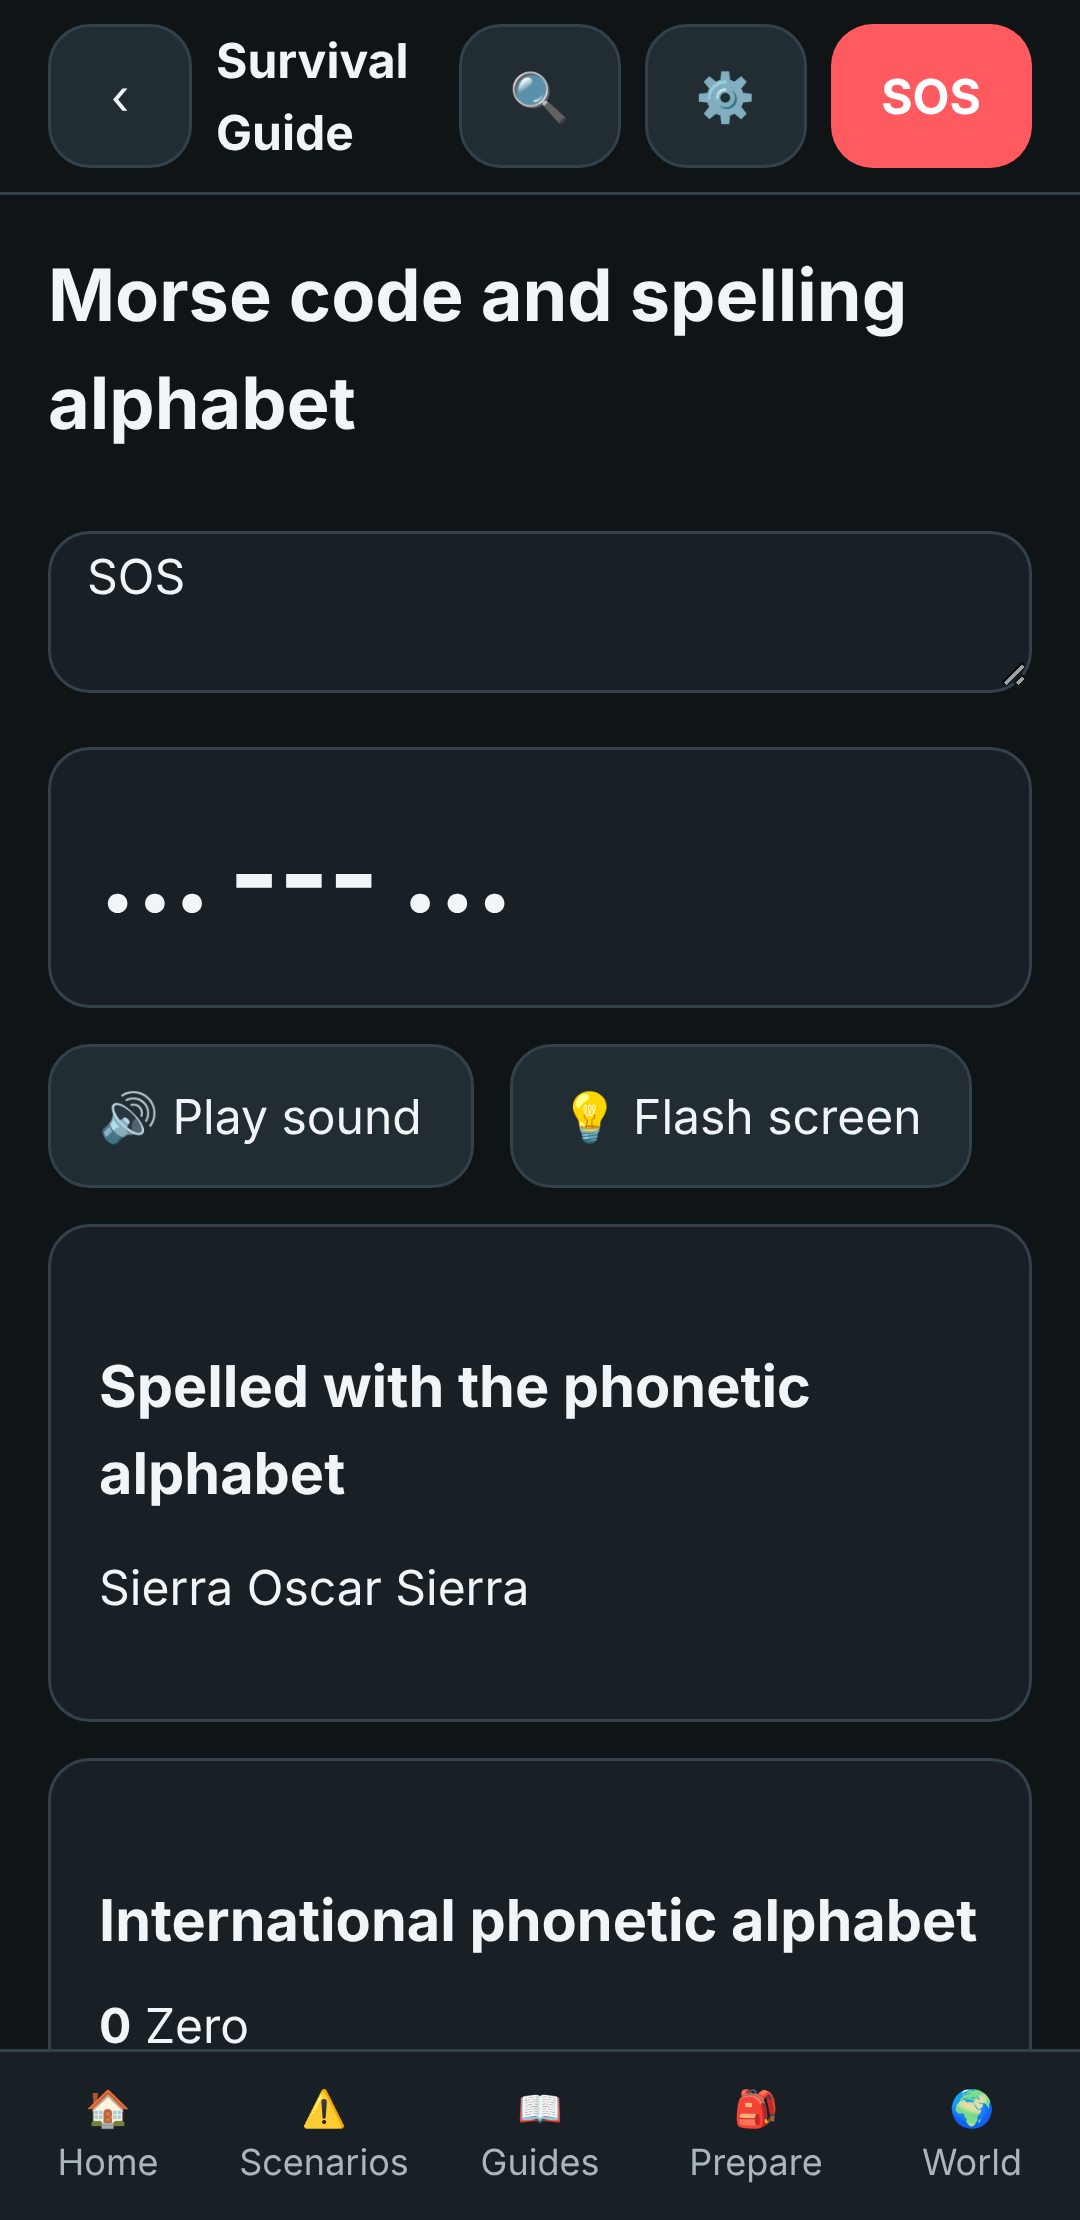 ‹
Survival
Guide
SOS
Morse code and spelling
alphabet
SOS
... --- ...
Play sound
Flash screen
Spelled with the phonetic
alphabet
Sierra Oscar Sierra
International phonetic alphabet
0 Zero
Home
Scenarios
Guides
Prepare
World